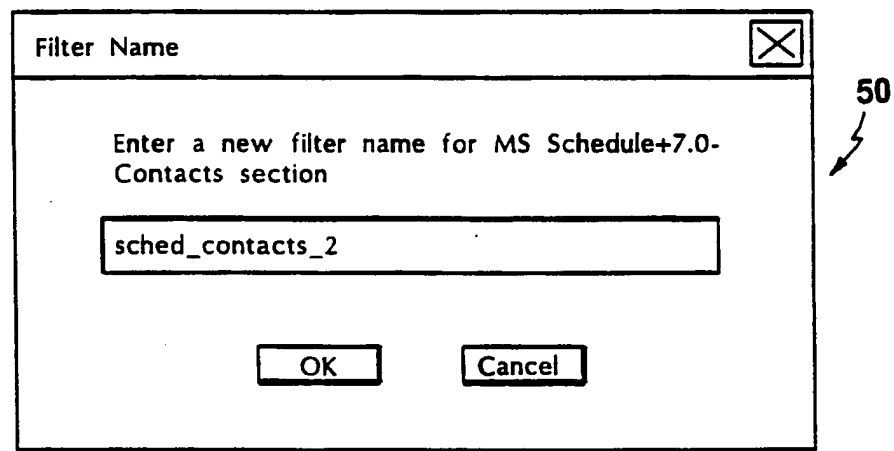 Filter Name
50
Enter a new filter name for MS Schedule+7.0-
Contacts section
sched_contacts_2
OK Cancel